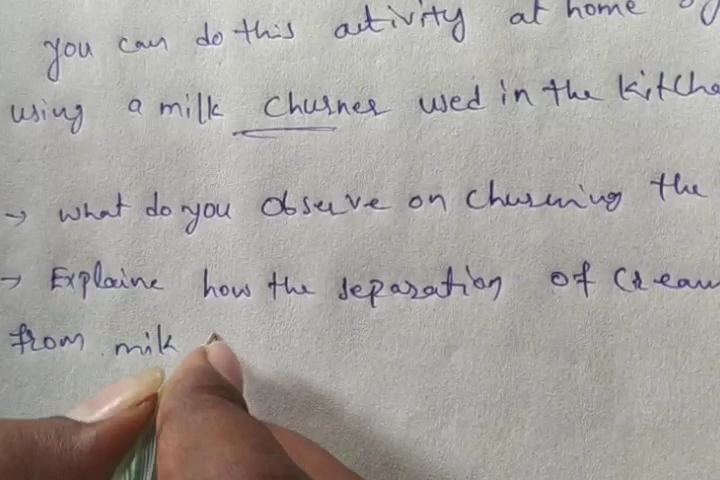 you can do this activity at home
using a milk churner used in the kitche
→ what do you observe on churning the
→ Explaine how the separation of Cream
from milk